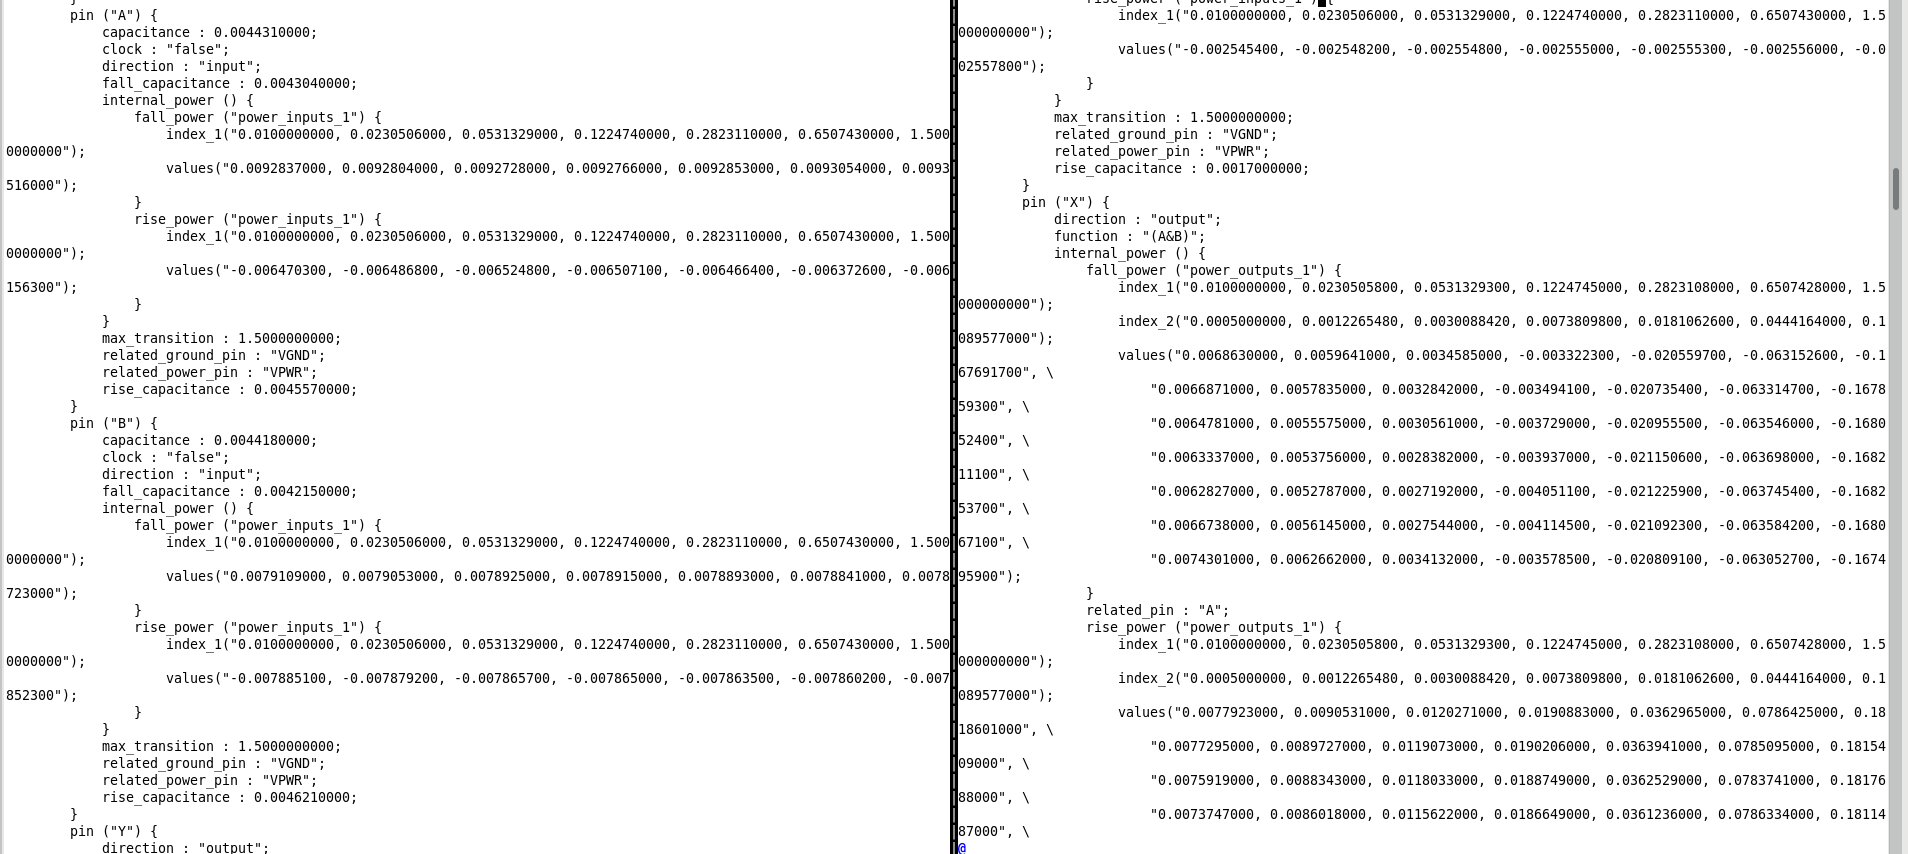 }
pin ("A") {
capacitance : 0.0044310000;
clock : "false";
direction : "input";
fall_capacitance : 0.0043040000;
internal_power () {
fall_power ("power_inputs_1") {
index_1("0.0100000000, 0.0230506000, 0.0531329000, 0.1224740000, 0.2823110000, 0.6507430000, 1.500
0000000");
values("0.0092837000, 0.0092804000, 0.0092728000, 0.0092766000, 0.0092853000, 0.0093054000, 0.0093
516000");
}
rise_power ("power_inputs_1") {
index_1("0.0100000000, 0.0230506000, 0.0531329000, 0.1224740000, 0.2823110000, 0.6507430000, 1.500
0000000");
values("-0.006470300, -0.006486800, -0.006524800, -0.006507100, -0.006466400, -0.006372600, -0.006
156300");
}
}
max_transition : 1.5000000000;
related_ground_pin : "VGND";
related_power_pin : "VPWR";
rise_capacitance : 0.0045570000;
}
pin ("B") {
capacitance : 0.0044180000;
clock : "false";
direction : "input";
fall_capacitance : 0.0042150000;
internal_power () {
fall_power ("power_inputs_1") {
index_1("0.0100000000, 0.0230506000, 0.0531329000, 0.1224740000, 0.2823110000, 0.6507430000, 1.500
0000000");
values("0.0079109000, 0.0079053000, 0.0078925000, 0.0078915000, 0.0078893000, 0.0078841000, 0.0078
723000");
}
rise_power ("power_inputs_1") {
index_1("0.0100000000, 0.0230506000, 0.0531329000, 0.1224740000, 0.2823110000, 0.6507430000, 1.500
0000000");
values("-0.007885100, -0.007879200, -0.007865700, -0.007865000, -0.007863500, -0.007860200, -0.007
852300");
}
}
max_transition : 1.5000000000;
related_ground_pin : "VGND";
related_power_pin : "VPWR";
rise_capacitance : 0.0046210000;
}
pin ("Y") {
direction : "output";
rise_power ("power_inputs_1") {
index_1("0.0100000000, 0.0230506000, 0.0531329000, 0.1224740000, 0.2823110000, 0.6507430000, 1.5
000000000");
values("-0.002545400, -0.002548200, -0.002554800, -0.002555000, -0.002555300, -0.002556000, -0.0
02557800");
}
}
max_transition : 1.5000000000;
related_ground_pin : "VGND";
related_power_pin : "VPWR";
rise_capacitance : 0.0017000000;
}
pin ("X") {
direction : "output";
function : "(A&B)";
internal_power () {
fall_power ("power_outputs_1") {
index_1("0.0100000000, 0.0230505800, 0.0531329300, 0.1224745000, 0.2823108000, 0.6507428000, 1.5
000000000");
index_2("0.0005000000, 0.0012265480, 0.0030088420, 0.0073809800, 0.0181062600, 0.0444164000, 0.1
089577000");
values("0.0068630000, 0.0059641000, 0.0034585000, -0.003322300, -0.020559700, -0.063152600, -0.1
67691700", \
"0.0066871000, 0.0057835000, 0.0032842000, -0.003494100, -0.020735400, -0.063314700, -0.1678
59300", \
"0.0064781000, 0.0055575000, 0.0030561000, -0.003729000, -0.020955500, -0.063546000, -0.1680
52400", \
"0.0063337000, 0.0053756000, 0.0028382000, -0.003937000, -0.021150600, -0.063698000, -0.1682
11100", \
"0.0062827000, 0.0052787000, 0.0027192000, -0.004051100, -0.021225900, -0.063745400, -0.1682
53700", \
"0.0066738000, 0.0056145000, 0.0027544000, -0.004114500, -0.021092300, -0.063584200, -0.1680
67100", \
"0.0074301000, 0.0062662000, 0.0034132000, -0.003578500, -0.020809100, -0.063052700, -0.1674
95900");
}
related_pin : "A";
rise_power ("power_outputs_1") {
index_1("0.0100000000, 0.0230505800, 0.0531329300, 0.1224745000, 0.2823108000, 0.6507428000, 1.5
000000000");
index_2("0.0005000000, 0.0012265480, 0.0030088420, 0.0073809800, 0.0181062600, 0.0444164000, 0.1
089577000");
values("0.0077923000, 0.0090531000, 0.0120271000, 0.0190883000, 0.0362965000, 0.0786425000, 0.18
18601000", \
"0.0077295000, 0.0089727000, 0.0119073000, 0.0190206000, 0.0363941000, 0.0785095000, 0.18154
09000", \
"0.0075919000, 0.0088343000, 0.0118033000, 0.0188749000, 0.0362529000, 0.0783741000, 0.18176
88000", \
"0.0073747000, 0.0086018000, 0.0115622000, 0.0186649000, 0.0361236000, 0.0786334000, 0.18114
87000", \
@